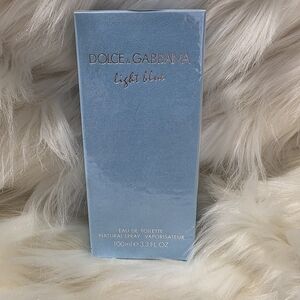 DOLCE & GABBANA
light blue
EAU DE TOILETTE
NATURAL SPRAY VAPORISATEUR
100ml ℮ 3.3 FL OZ